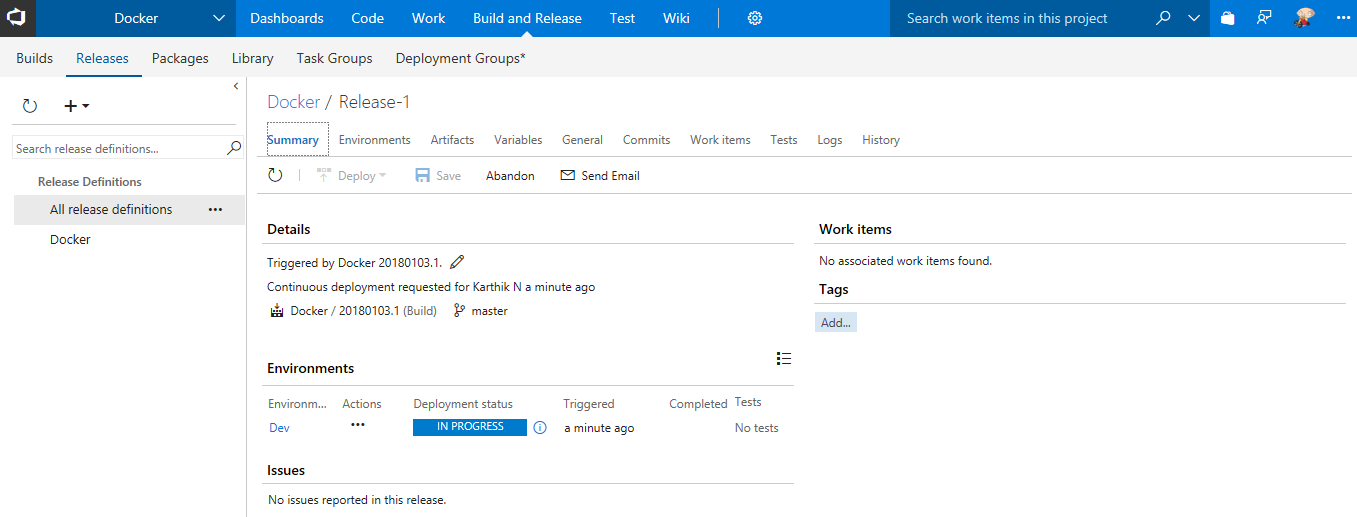 Docker Dashboards Code Work Build and Release Test Wiki Search work items in this project
Builds Releases Packages Library Task Groups Deployment Groups*
Docker / Release-1
Summary Environments Artifacts Variables General Commits Work items Tests Logs History
Search release definitions...
Deploy Save Abandon Send Email
Release Definitions
All release definitions
Docker
Details
Triggered by Docker 20180103.1.
Continuous deployment requested for Karthik N a minute ago
Docker / 20180103.1 (Build) master
Work items
No associated work items found.
Tags
Add...
Environments
Environm... Actions Deployment status Triggered Completed Tests
Dev IN PROGRESS a minute ago No tests
Issues
No issues reported in this release.